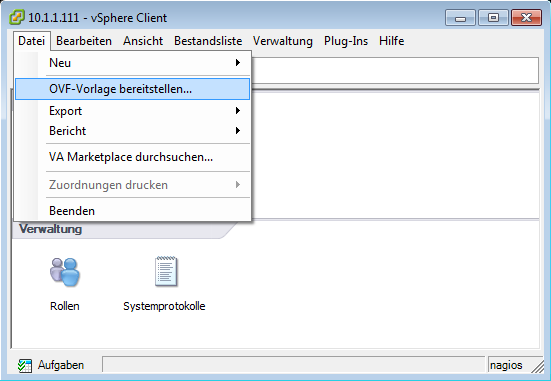 10.1.1.111 - vSphere Client
Datei Bearbeiten Ansicht Bestandsliste Verwaltung Plug-Ins Hilfe
Neu
OVF-Vorlage bereitstellen...
Export
Bericht
VA Marketplace durchsuchen...
Zuordnungen drucken
Beenden
Verwaltung
Rollen Systemprotokolle
Aufgaben nagios